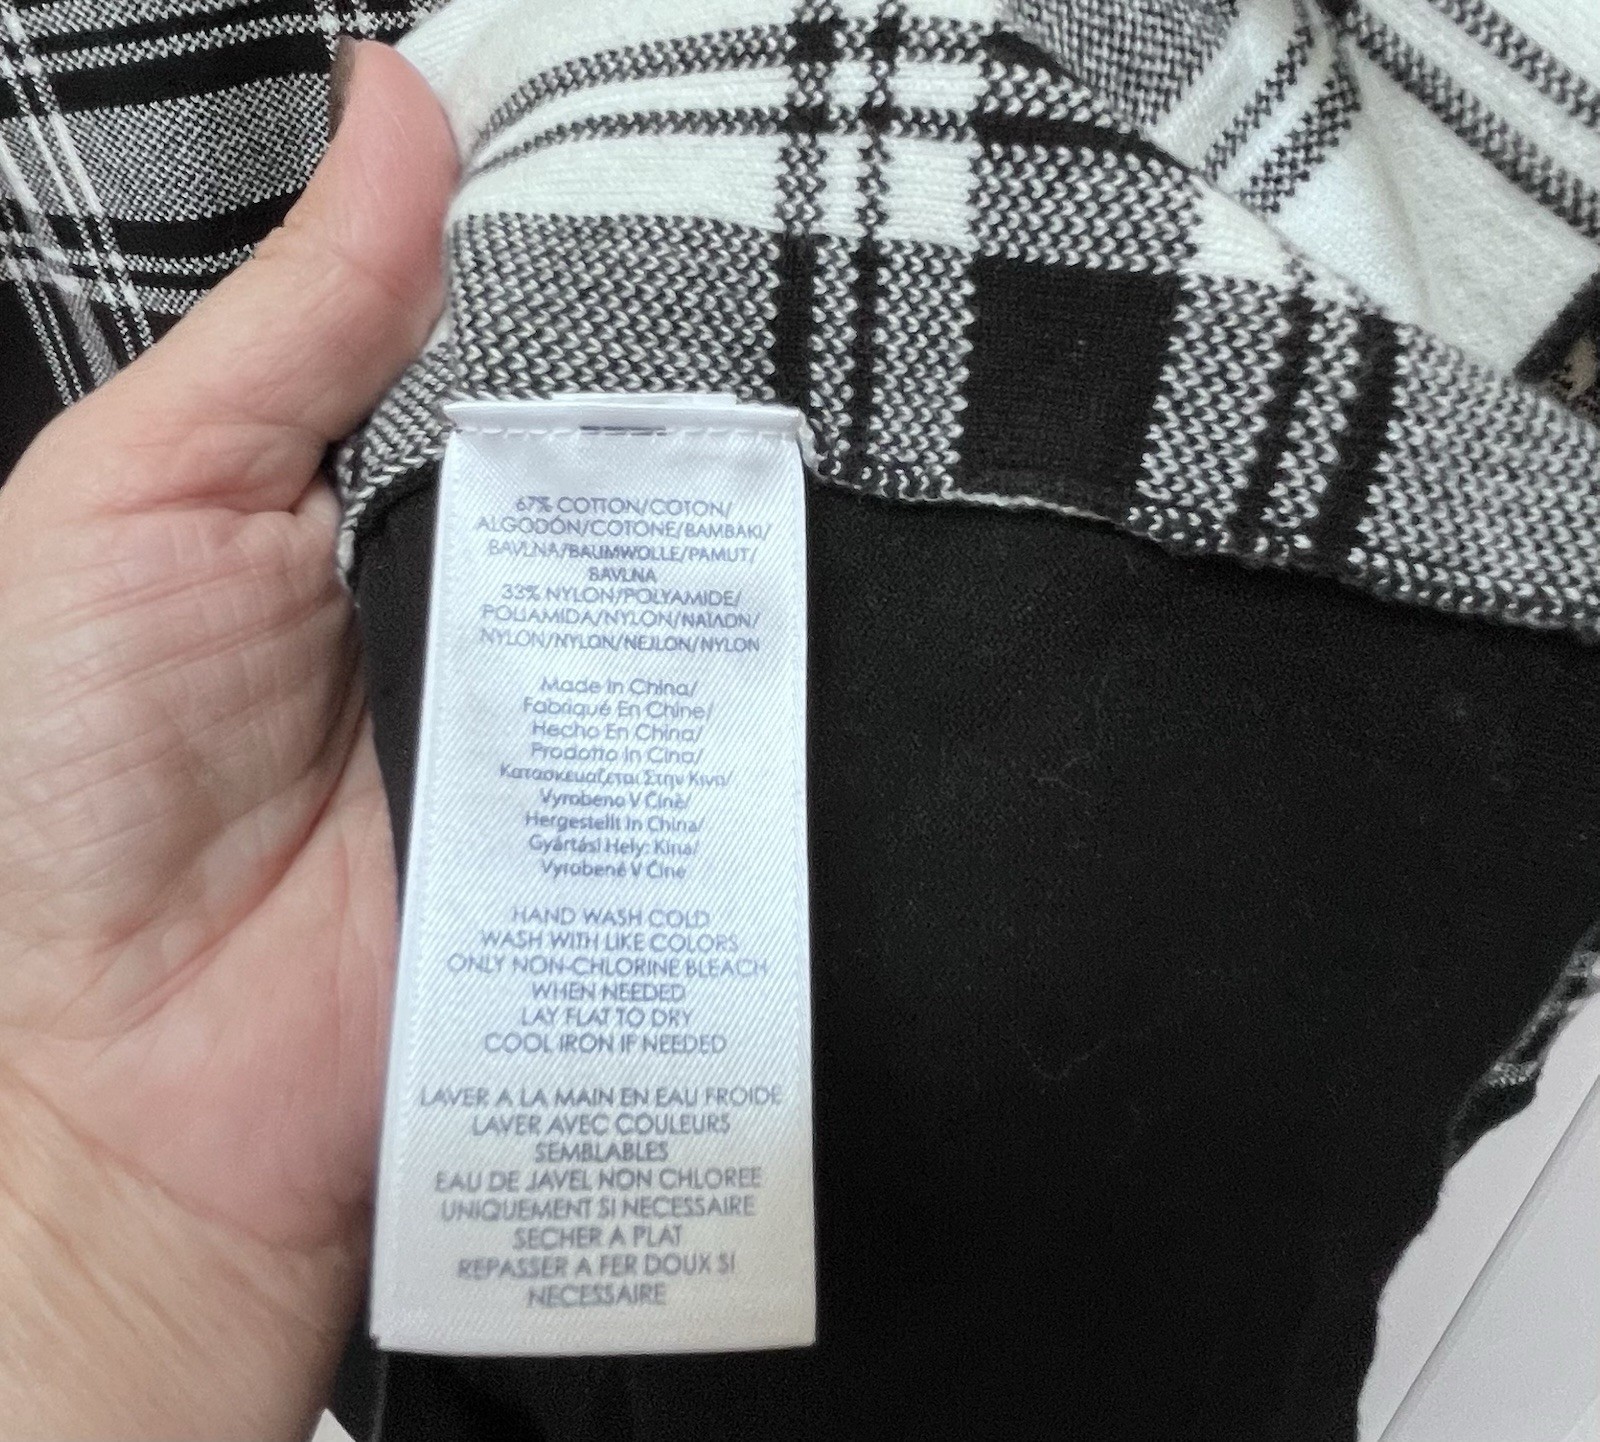 67% COTTON/COTON/
ALGODÓN/COTONE/BAMBAKI/
BAVLNA/BAUMWOLLE/PAMUT/
BAVLNA
33% NYLON/POLYAMIDE/
POLIAMIDA/NYLON/ΝΑΪΛΟΝ/
NYLON/NYLON/NEJLON/NYLON
Made In China/
Fabriqué En Chine/
Hecho En China/
Prodotto In Cina/
Κατασκευαζεται Στην Κινα/
Vyrobeno V Číně/
Hergestellt In China/
Gyártási Hely: Kína/
Vyrobené V Číne
HAND WASH COLD
WASH WITH LIKE COLORS
ONLY NON-CHLORINE BLEACH
WHEN NEEDED
LAY FLAT TO DRY
COOL IRON IF NEEDED
LAVER A LA MAIN EN EAU FROIDE
LAVER AVEC COULEURS
SEMBLABLES
EAU DE JAVEL NON CHLOREE
UNIQUEMENT SI NECESSAIRE
SECHER A PLAT
REPASSER A FER DOUX SI
NECESSAIRE